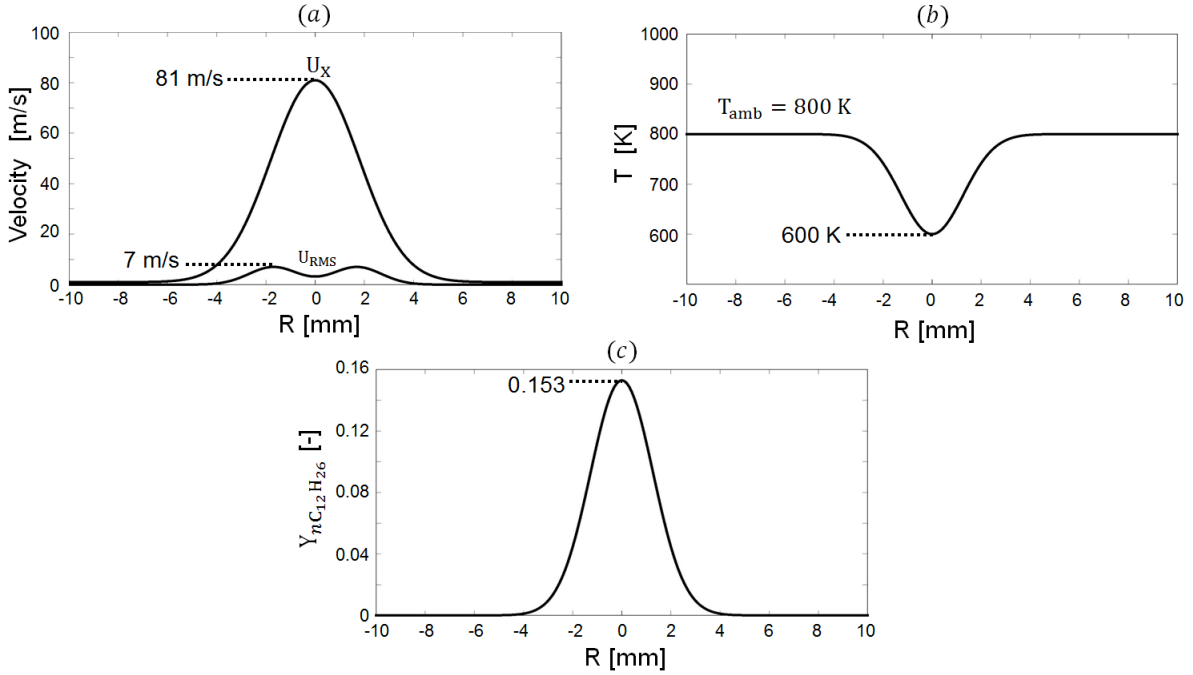 (a)
100
80
60
40
20
0
Velocity [m/s]
81 m/s
U_X
7 m/s
U_RMS
-10 -8 -6 -4 -2 0 2 4 6 8 10
R [mm]
(b)
1000
900
800
700
600
T [K]
T_amb = 800 K
600 K
-10 -8 -6 -4 -2 0 2 4 6 8 10
R [mm]
(c)
0.16
0.12
0.08
0.04
0
Y_nC_12H_26 [-]
0.153
-10 -8 -6 -4 -2 0 2 4 6 8 10
R [mm]